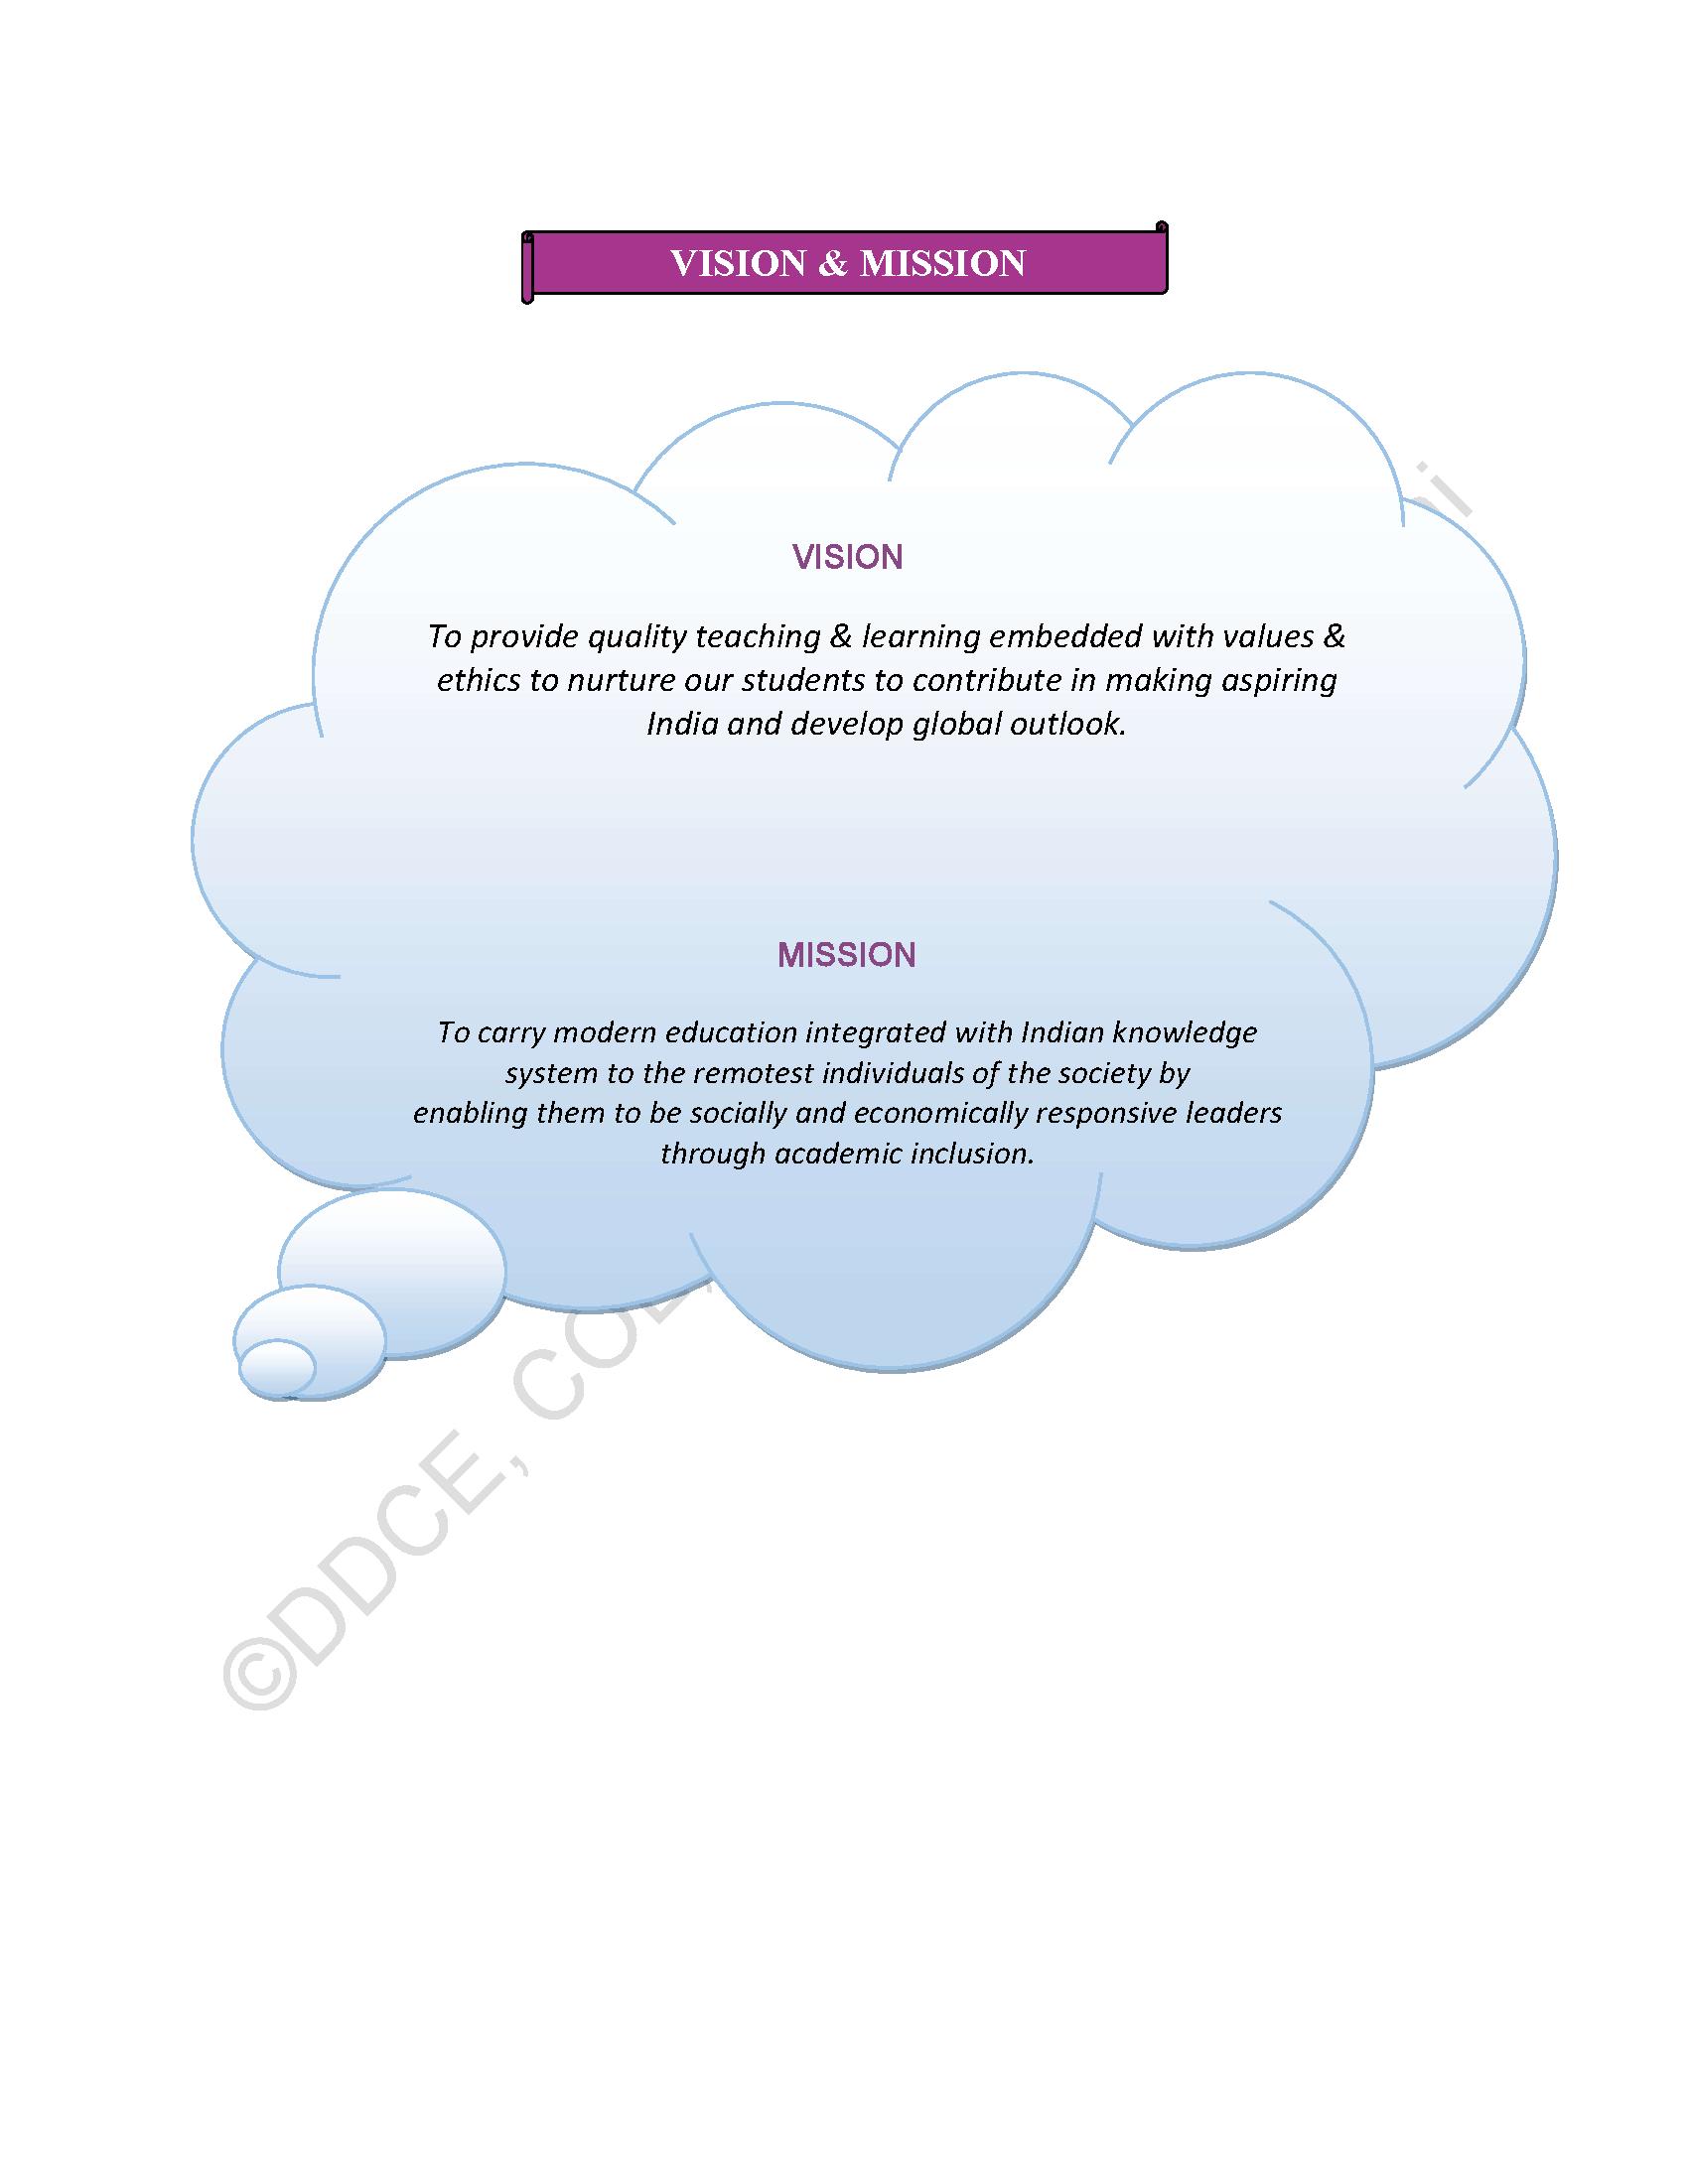 VISION & MISSION
VISION
To provide quality teaching & learning embedded with values &
ethics to nurture our students to contribute in making aspiring
India and develop global outlook.
MISSION
To carry modern education integrated with Indian knowledge
system to the remotest individuals of the society by
enabling them to be socially and economically responsive leaders
through academic inclusion.
©DDCE,